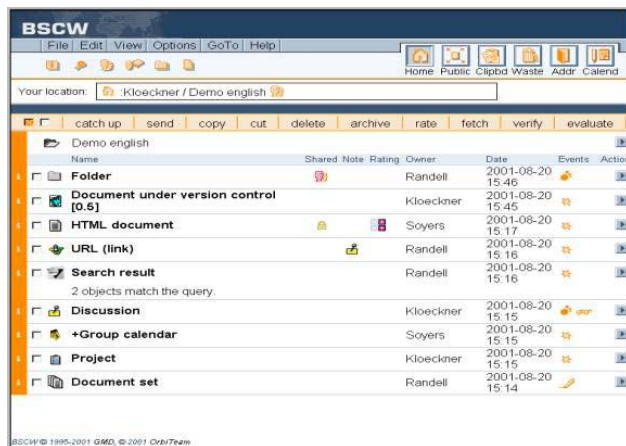 BSCW
File Edit View Options GoTo Help
Home Public Clipbd Waste Addr Calend
Your location: :Kloeckner / Demo english
catch up send copy cut delete archive rate fetch verify evaluate
Demo english
Name Shared Note Rating Owner Date Events Action
Folder Randell 2001-08-20
15:46
Document under version control Kloeckner 2001-08-20
[0.5] 15:45
HTML document Soyers 2001-08-20
15:17
URL (link) Randell 2001-08-20
15:16
Search result Randell 2001-08-20
15:16
2 objects match the query.
Discussion Kloeckner 2001-08-20
15:15
+Group calendar Soyers 2001-08-20
15:15
Project Kloeckner 2001-08-20
15:15
Document set Randell 2001-08-20
15:14
BSCW © 1995-2001 GMD, © 2001 OrbiTeam